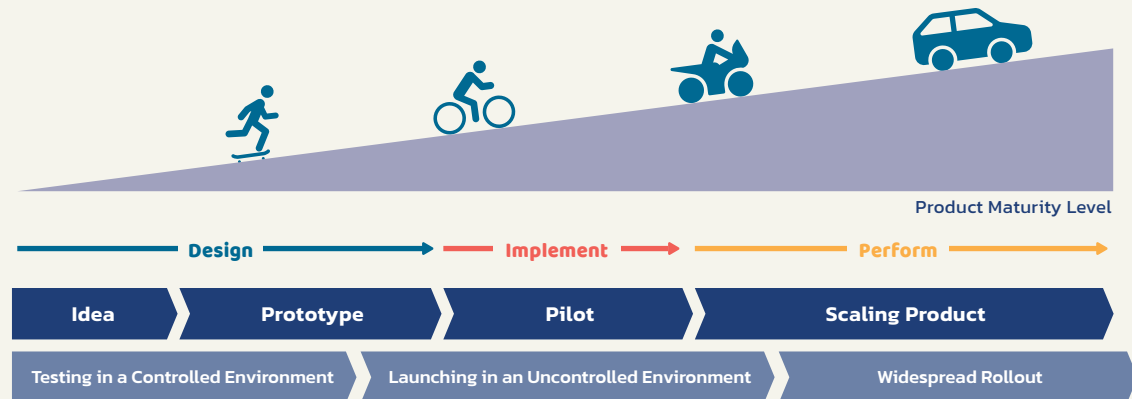 Product Maturity Level
Design Implement Perform
Idea Prototype Pilot Scaling Product
Testing in a Controlled Environment Launching in an Uncontrolled Environment Widespread Rollout